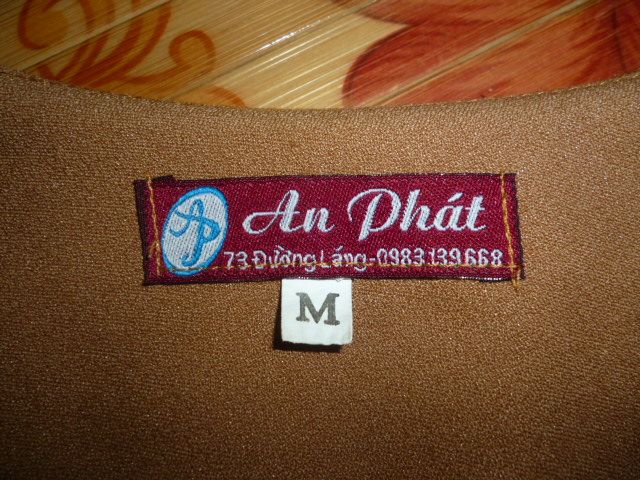 AP An Phát
73 Đường Láng-0983.139.668
M